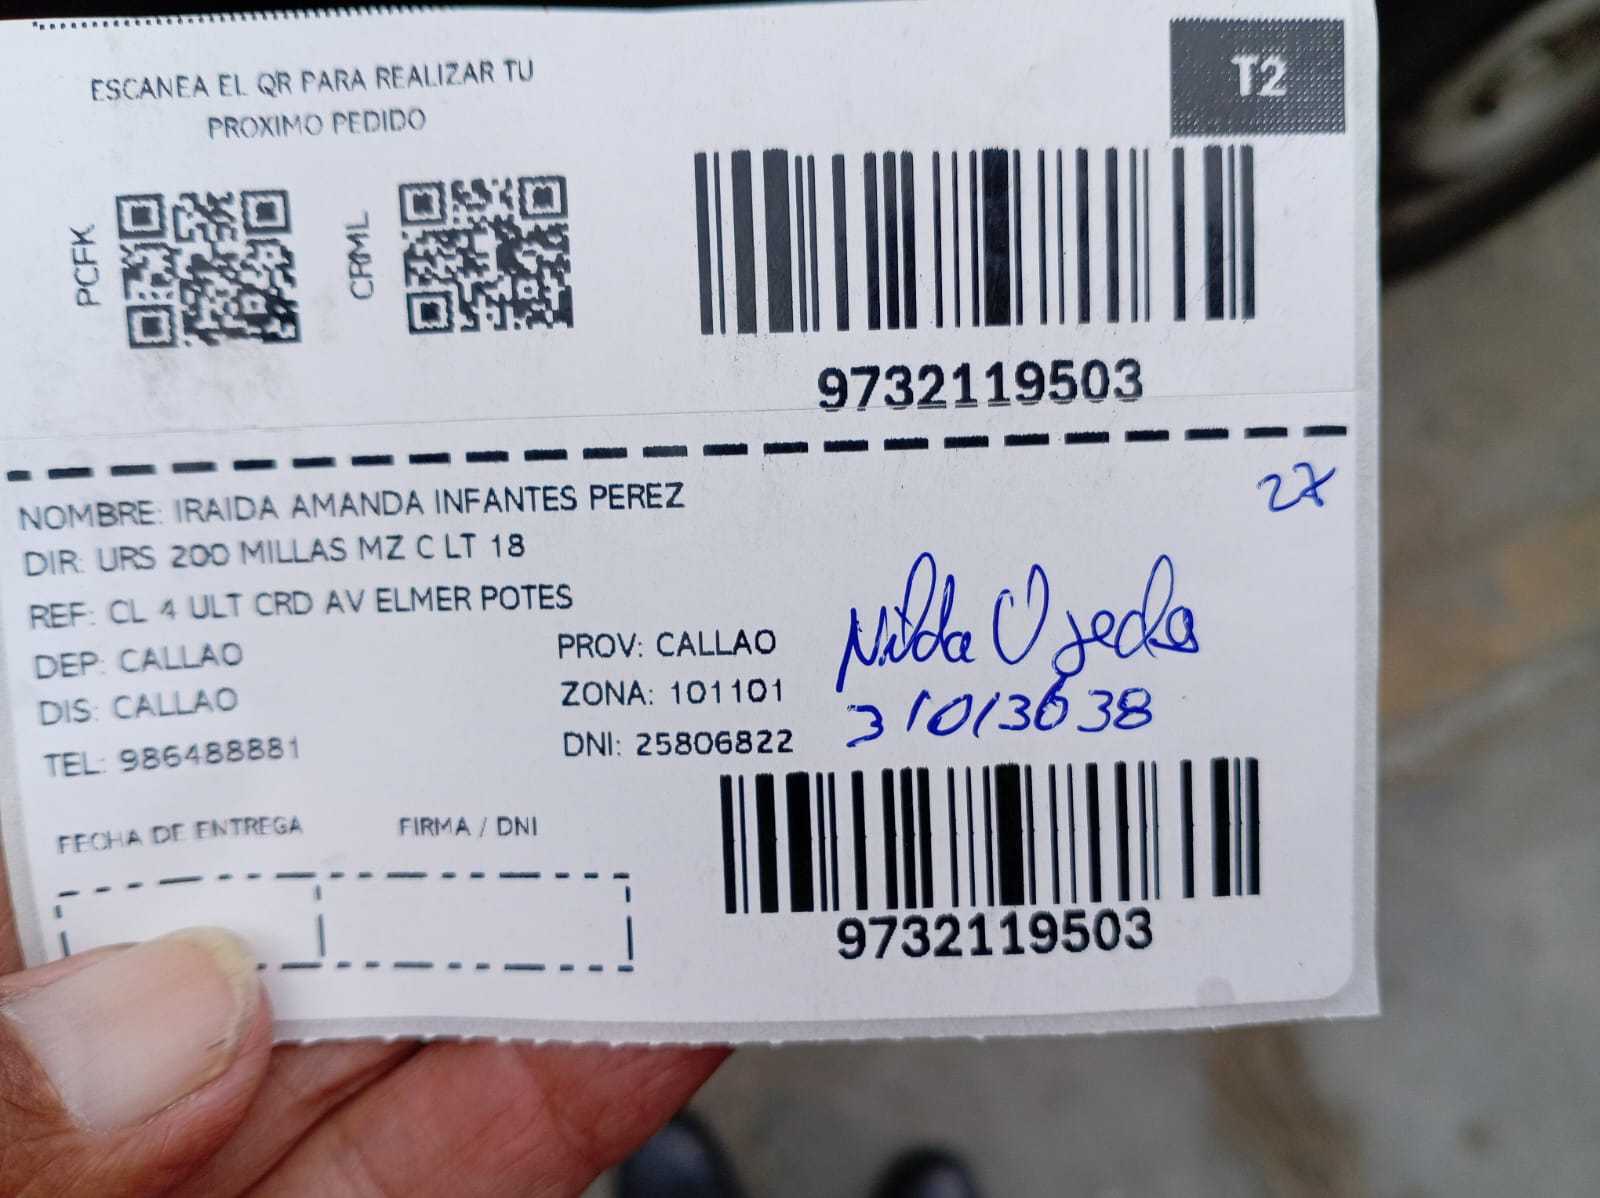 ESCANEA EL QR PARA REALIZAR TU
PROXIMO PEDIDO
T2
PCFK
CRML
9732119503
27
NOMBRE: IRAIDA AMANDA INFANTES PEREZ
DIR: URS 200 MILLAS MZ C LT 18
REF: CL 4 ULT CRD AV ELMER POTES
DEP: CALLAO PROV: CALLAO
DIS: CALLAO ZONA: 101101
TEL: 986488881 DNI: 25806822
Nilda Ojeda
31013638
FECHA DE ENTREGA FIRMA / DNI
9732119503